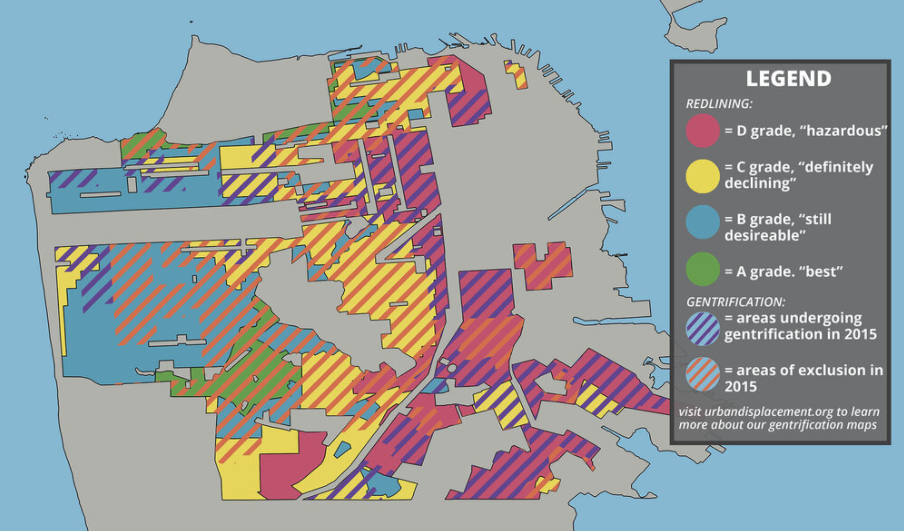 LEGEND
REDLINING:
= D grade, “hazardous”
= C grade, “definitely
declining”
= B grade, “still
desireable”
= A grade. “best”
GENTRIFICATION:
= areas undergoing
gentrification in 2015
= areas of exclusion in
2015
visit urbandisplacement.org to learn
more about our gentrification maps